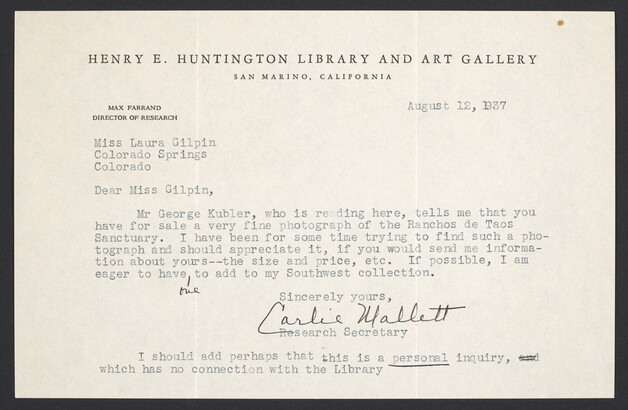 HENRY E. HUNTINGTON LIBRARY AND ART GALLERY
SAN MARINO, CALIFORNIA
MAX FARRAND
DIRECTOR OF RESEARCH
August 12, 1937
Miss Laura Gilpin
Colorado Springs
Colorado
Dear Miss Gilpin,
Mr George Kubler, who is reading here, tells me that you
have for sale a very fine photograph of the Ranchos de Taos
Sanctuary. I have been for some time trying to find such a pho-
tograph and should appreciate it, if you would send me informa-
tion about yours--the size and price, etc. If possible, I am
eager to have, to add to my Southwest collection.
one
Sincerely yours,
Carlie Mallett
Research Secretary
I should add perhaps that this is a personal inquiry, and
which has no connection with the Library